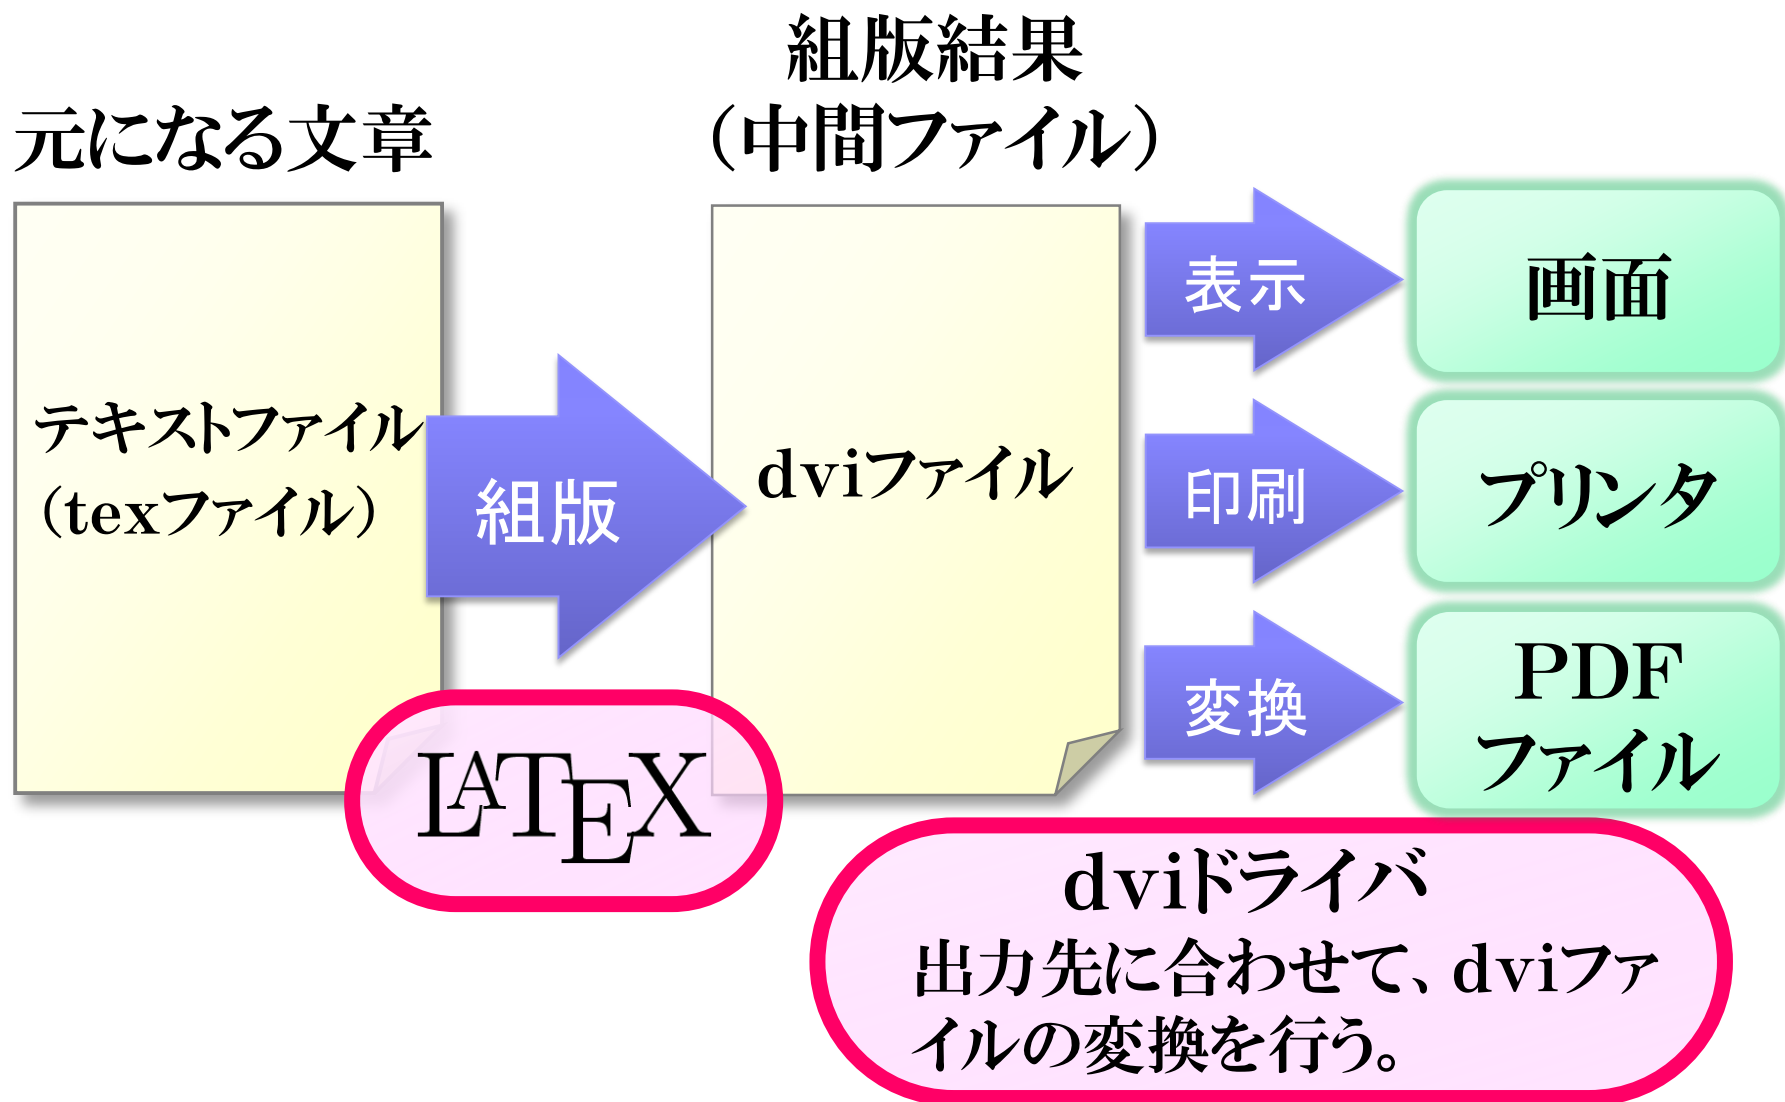 元になる文章
組版結果
（中間ファイル）
テキストファイル
（texファイル）
組版
LATEX
dviファイル
表示
画面
印刷
プリンタ
変換
PDF
ファイル
dviドライバ
出力先に合わせて、dviファ
イルの変換を行う。